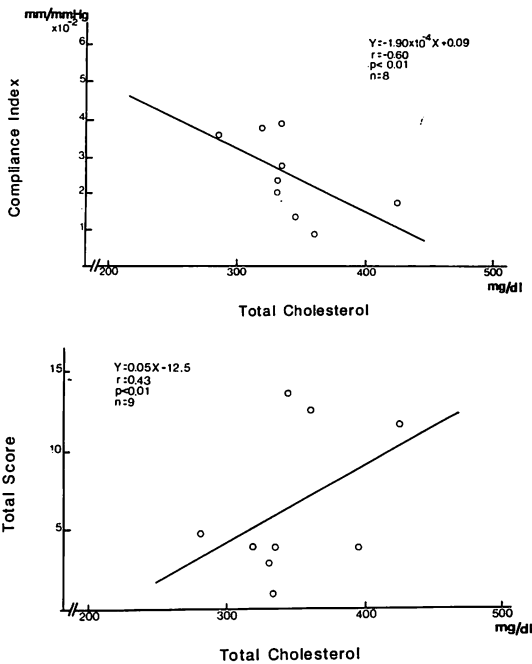 mm/mmHg
x10-2
6
5
4
3
2
1
Compliance Index
Y=-1.90x10-4X+0.09
r=-0.60
p< 0.01
n=8
200 300 400 500
mg/dl
Total Cholesterol
15
10
5
Total Score
Y=0.05X-12.5
r=0.43
p<0.01
n=9
200 300 400 500
mg/dl
Total Cholesterol